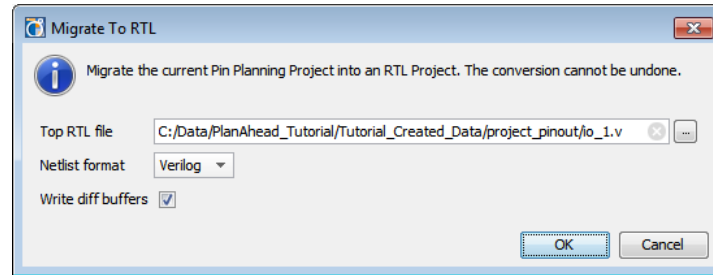 Migrate To RTL
Migrate the current Pin Planning Project into an RTL Project. The conversion cannot be undone.
Top RTL file C:/Data/PlanAhead_Tutorial/Tutorial_Created_Data/project_pinout/io_1.v ...
Netlist format Verilog
Write diff buffers
OK Cancel